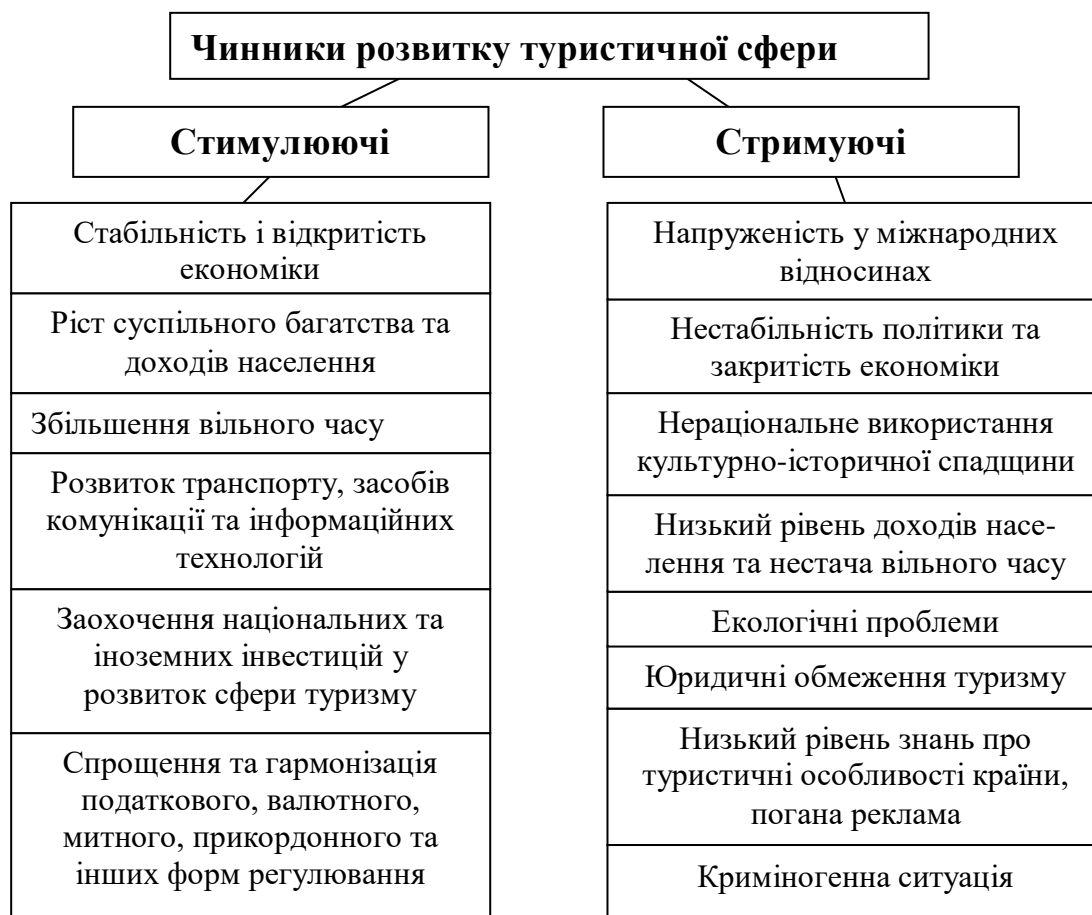 Чинники розвитку туристичної сфери
Стимулюючі
Стабільність і відкритість
економіки
Ріст суспільного багатства та
доходів населення
Збільшення вільного часу
Розвиток транспорту, засобів
комунікації та інформаційних
технологій
Заохочення національних та
іноземних інвестицій у
розвиток сфери туризму
Спрощення та гармонізація
податкового, валютного,
митного, прикордонного та
інших форм регулювання
Стримуючі
Напруженість у міжнародних
відносинах
Нестабільність політики та
закритість економіки
Нераціональне використання
культурно-історичної спадщини
Низький рівень доходів насе-
лення та нестача вільного часу
Екологічні проблеми
Юридичні обмеження туризму
Низький рівень знань про
туристичні особливості країни,
погана реклама
Криміногенна ситуація